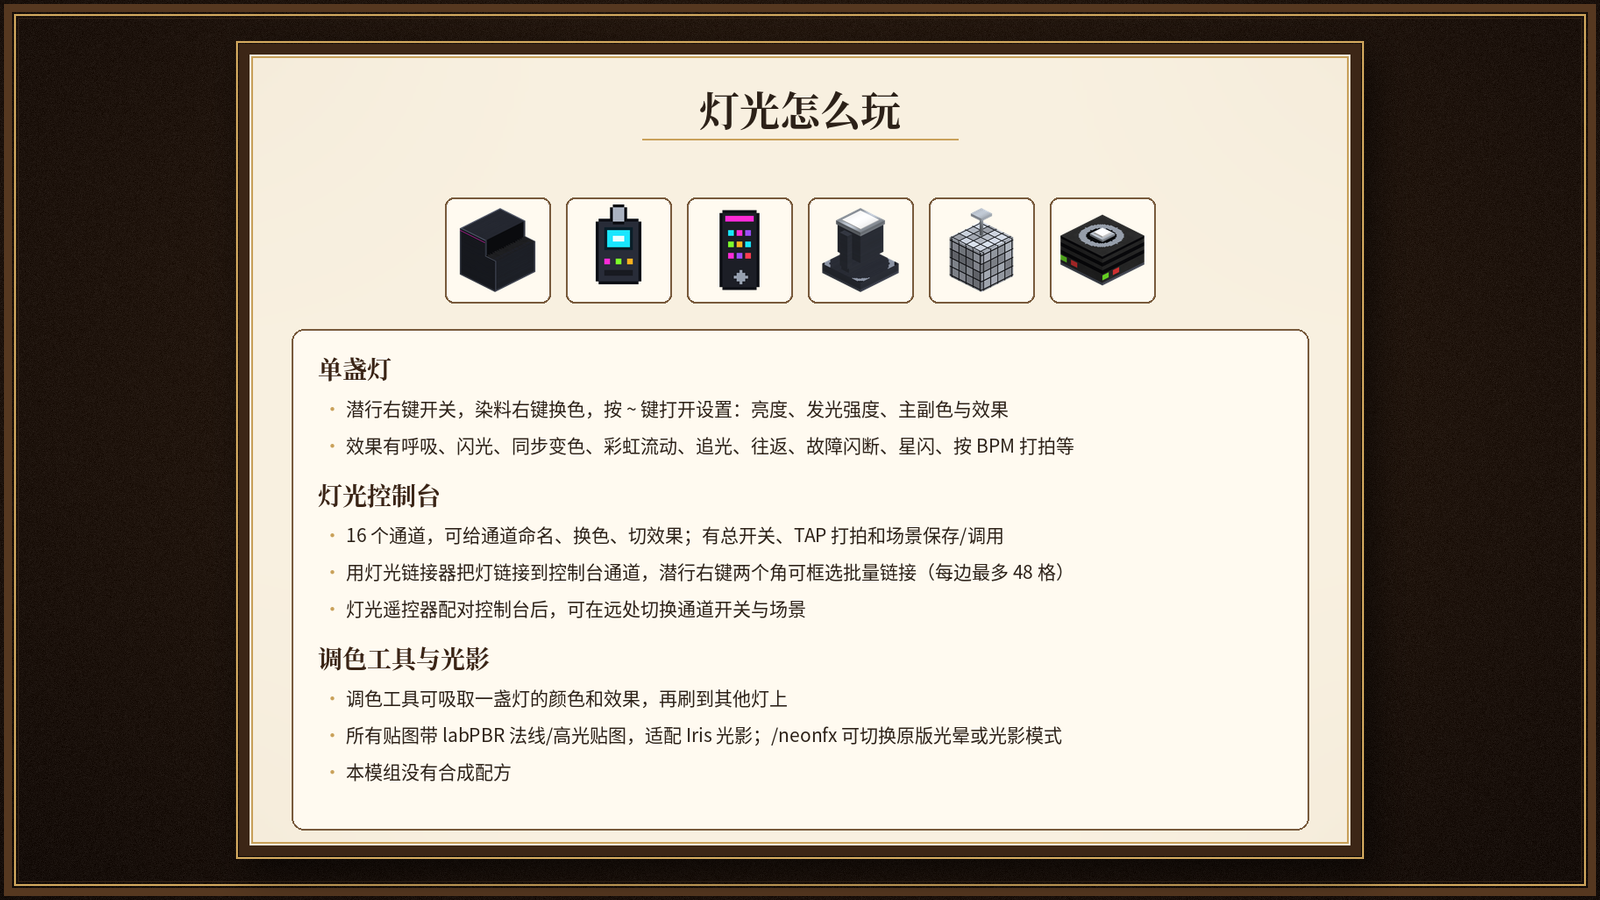 灯光怎么玩
单盏灯
· 潜行右键开关，染料右键换色，按 ~ 键打开设置：亮度、发光强度、主副色与效果
· 效果有呼吸、闪光、同步变色、彩虹流动、追光、往返、故障闪断、星闪、按 BPM 打拍等
灯光控制台
· 16 个通道，可给通道命名、换色、切效果；有总开关、TAP 打拍和场景保存/调用
· 用灯光链接器把灯链接到控制台通道，潜行右键两个角可框选批量链接（每边最多 48 格）
· 灯光遥控器配对控制台后，可在远处切换通道开关与场景
调色工具与光影
· 调色工具可吸取一盏灯的颜色和效果，再刷到其他灯上
· 所有贴图带 labPBR 法线/高光贴图，适配 Iris 光影；/neonfx 可切换原版光晕或光影模式
· 本模组没有合成配方